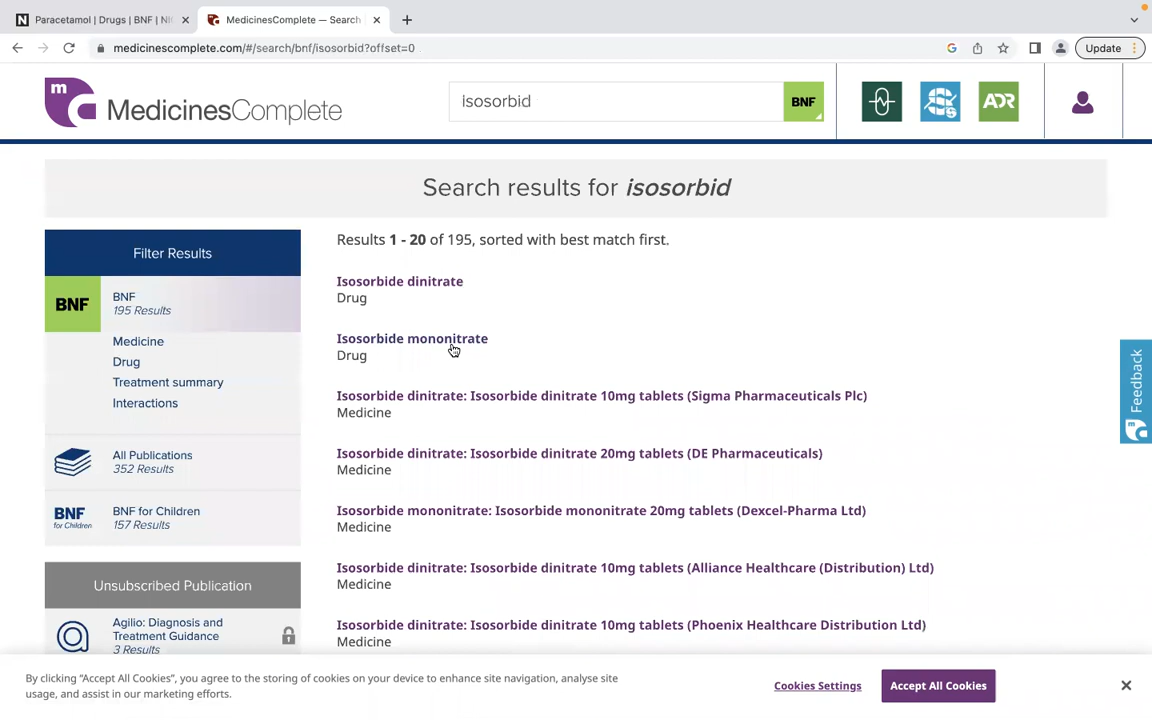 Paracetamol | Drugs | BNF | NI
MedicinesComplete — Search
medicinescomplete.com/#/search/bnf/isosorbid?offset=0
Update
mc
MedicinesComplete
Isosorbid
BNF
ADR
Search results for isosorbid
Filter Results
BNF
BNF
195 Results
Medicine
Drug
Treatment summary
Interactions
All Publications
352 Results
BNF for Children
BNF for Children
157 Results
Unsubscribed Publication
Agilio: Diagnosis and
Treatment Guidance
3 Results
Results 1 - 20 of 195, sorted with best match first.
Isosorbide dinitrate
Drug
Isosorbide mononitrate
Drug
Isosorbide dinitrate: Isosorbide dinitrate 10mg tablets (Sigma Pharmaceuticals Plc)
Medicine
Isosorbide dinitrate: Isosorbide dinitrate 20mg tablets (DE Pharmaceuticals)
Medicine
Isosorbide mononitrate: Isosorbide mononitrate 20mg tablets (Dexcel-Pharma Ltd)
Medicine
Isosorbide dinitrate: Isosorbide dinitrate 10mg tablets (Alliance Healthcare (Distribution) Ltd)
Medicine
Isosorbide dinitrate: Isosorbide dinitrate 10mg tablets (Phoenix Healthcare Distribution Ltd)
Medicine
Feedback
By clicking “Accept All Cookies”, you agree to the storing of cookies on your device to enhance site navigation, analyse site
usage, and assist in our marketing efforts.
Cookies Settings
Accept All Cookies